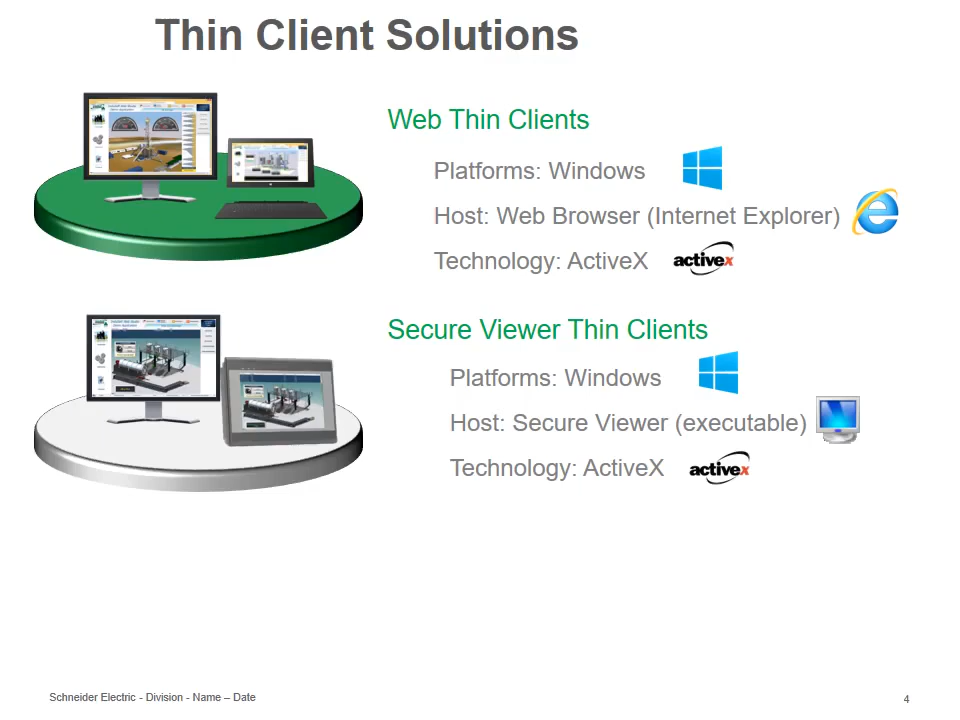 Thin Client Solutions
Web Thin Clients
Platforms: Windows
Host: Web Browser (Internet Explorer)
Technology: ActiveX
activex
Secure Viewer Thin Clients
Platforms: Windows
Host: Secure Viewer (executable)
Technology: ActiveX
activex
Schneider Electric - Division - Name – Date
4